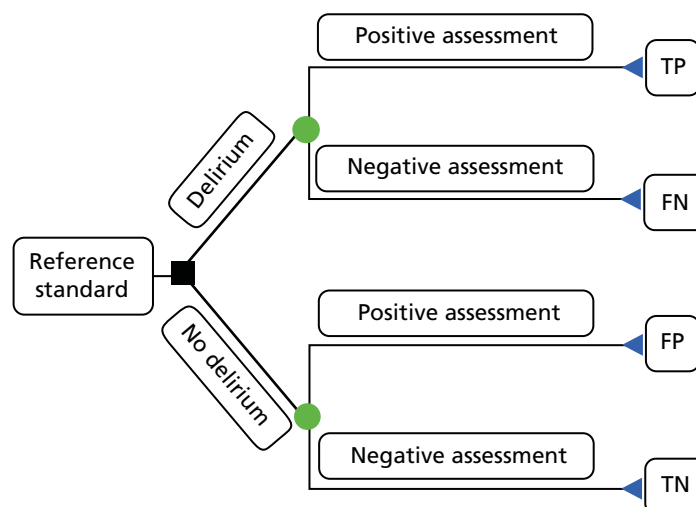 Positive assessment
TP
Delirium
Negative assessment
FN
Reference
standard
Positive assessment
FP
No delirium
Negative assessment
TN